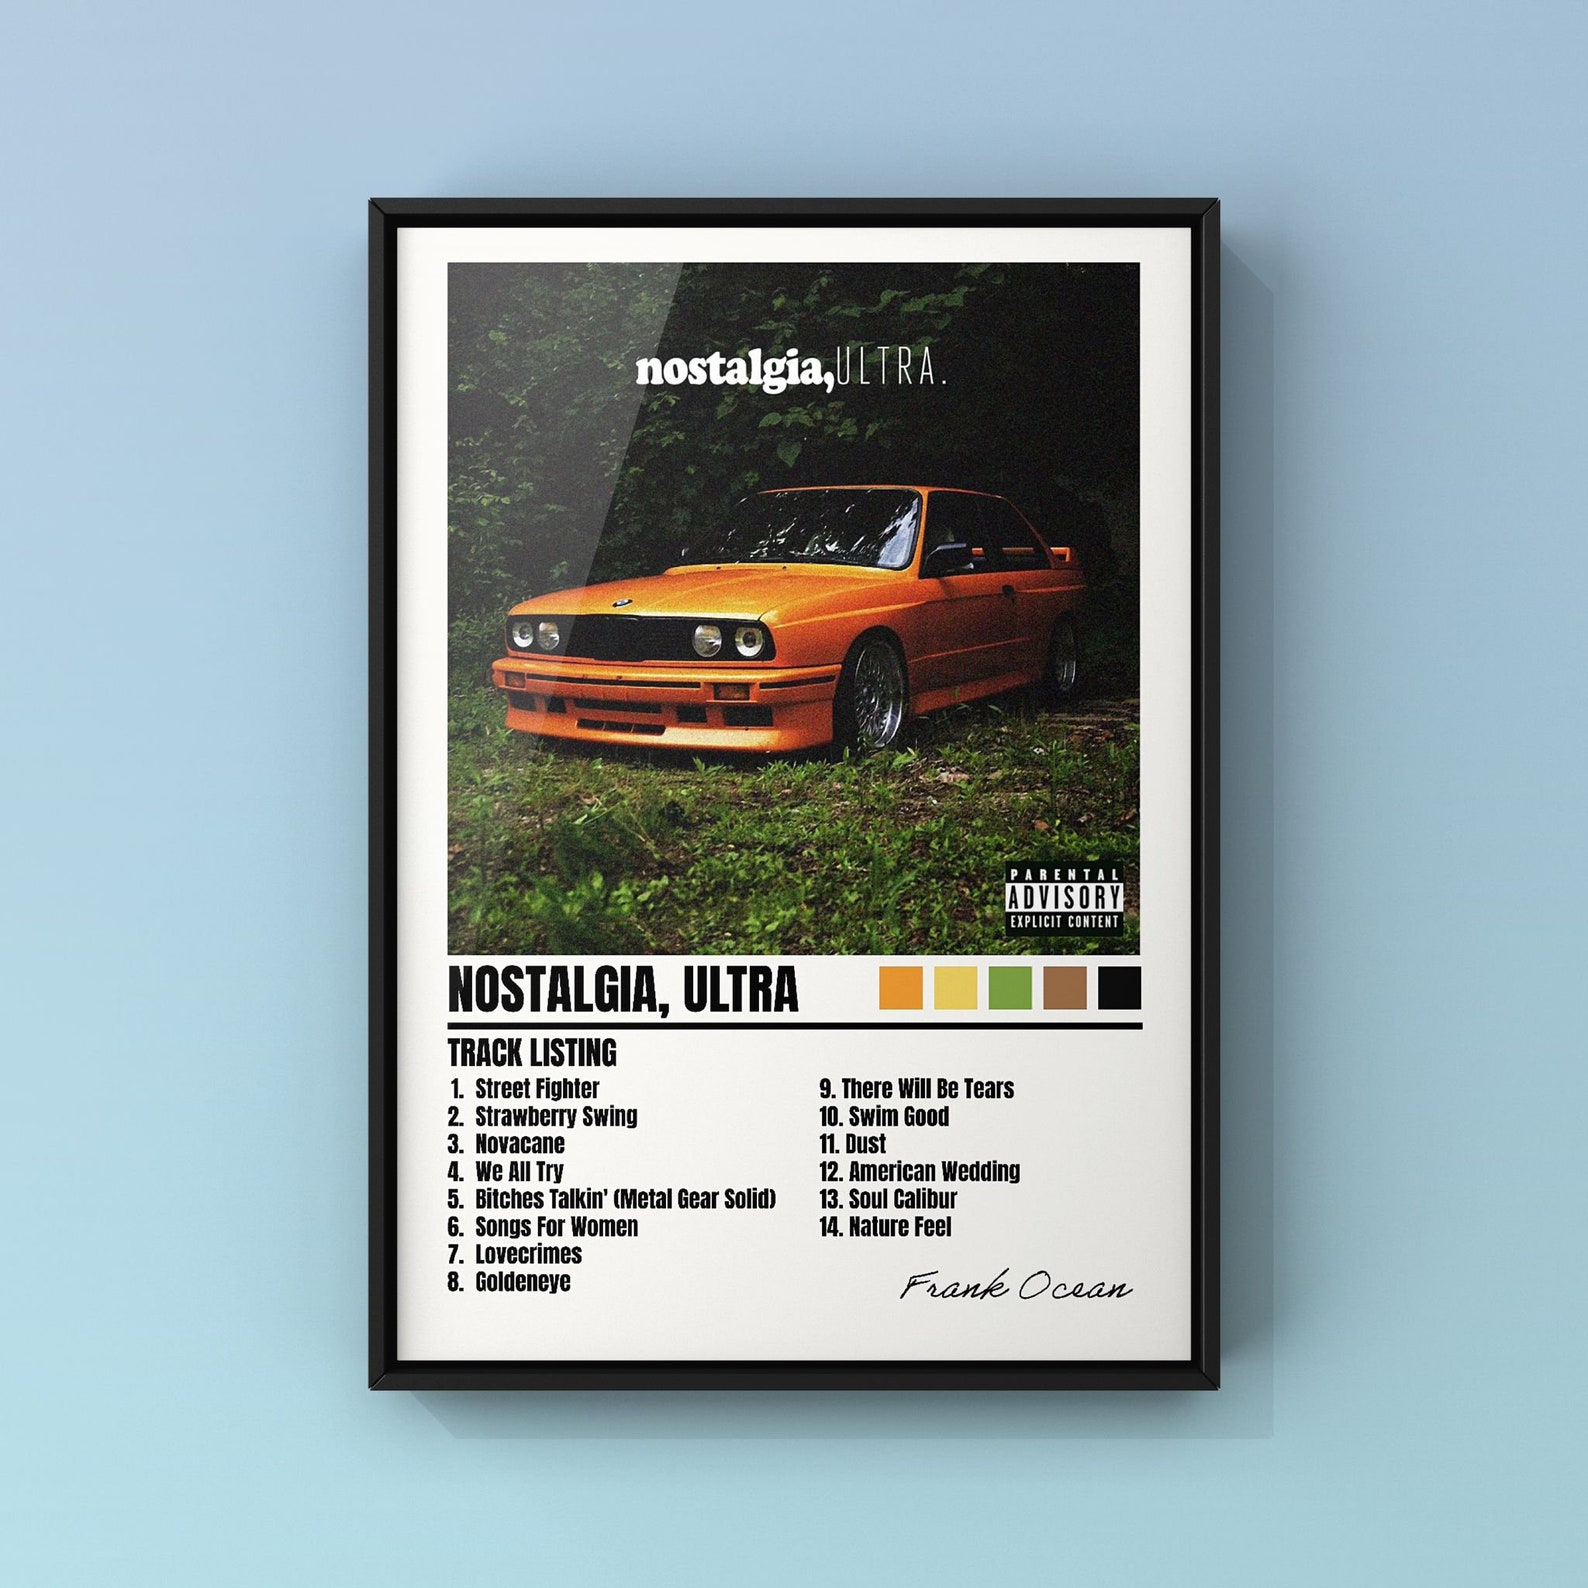 nostalgia,ULTRA.
PARENTAL
ADVISORY
EXPLICIT CONTENT
NOSTALGIA, ULTRA
TRACK LISTING
1. Street Fighter
2. Strawberry Swing
3. Novacane
4. We All Try
5. Bitches Talkin' (Metal Gear Solid)
6. Songs For Women
7. Lovecrimes
8. Goldeneye
9. There Will Be Tears
10. Swim Good
11. Dust
12. American Wedding
13. Soul Calibur
14. Nature Feel
Frank Ocean